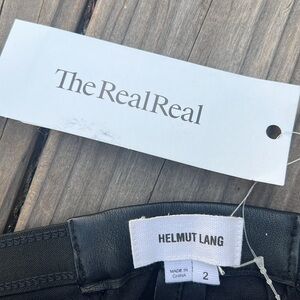 The RealReal
HELMUT LANG
MADE IN
CHINA
2